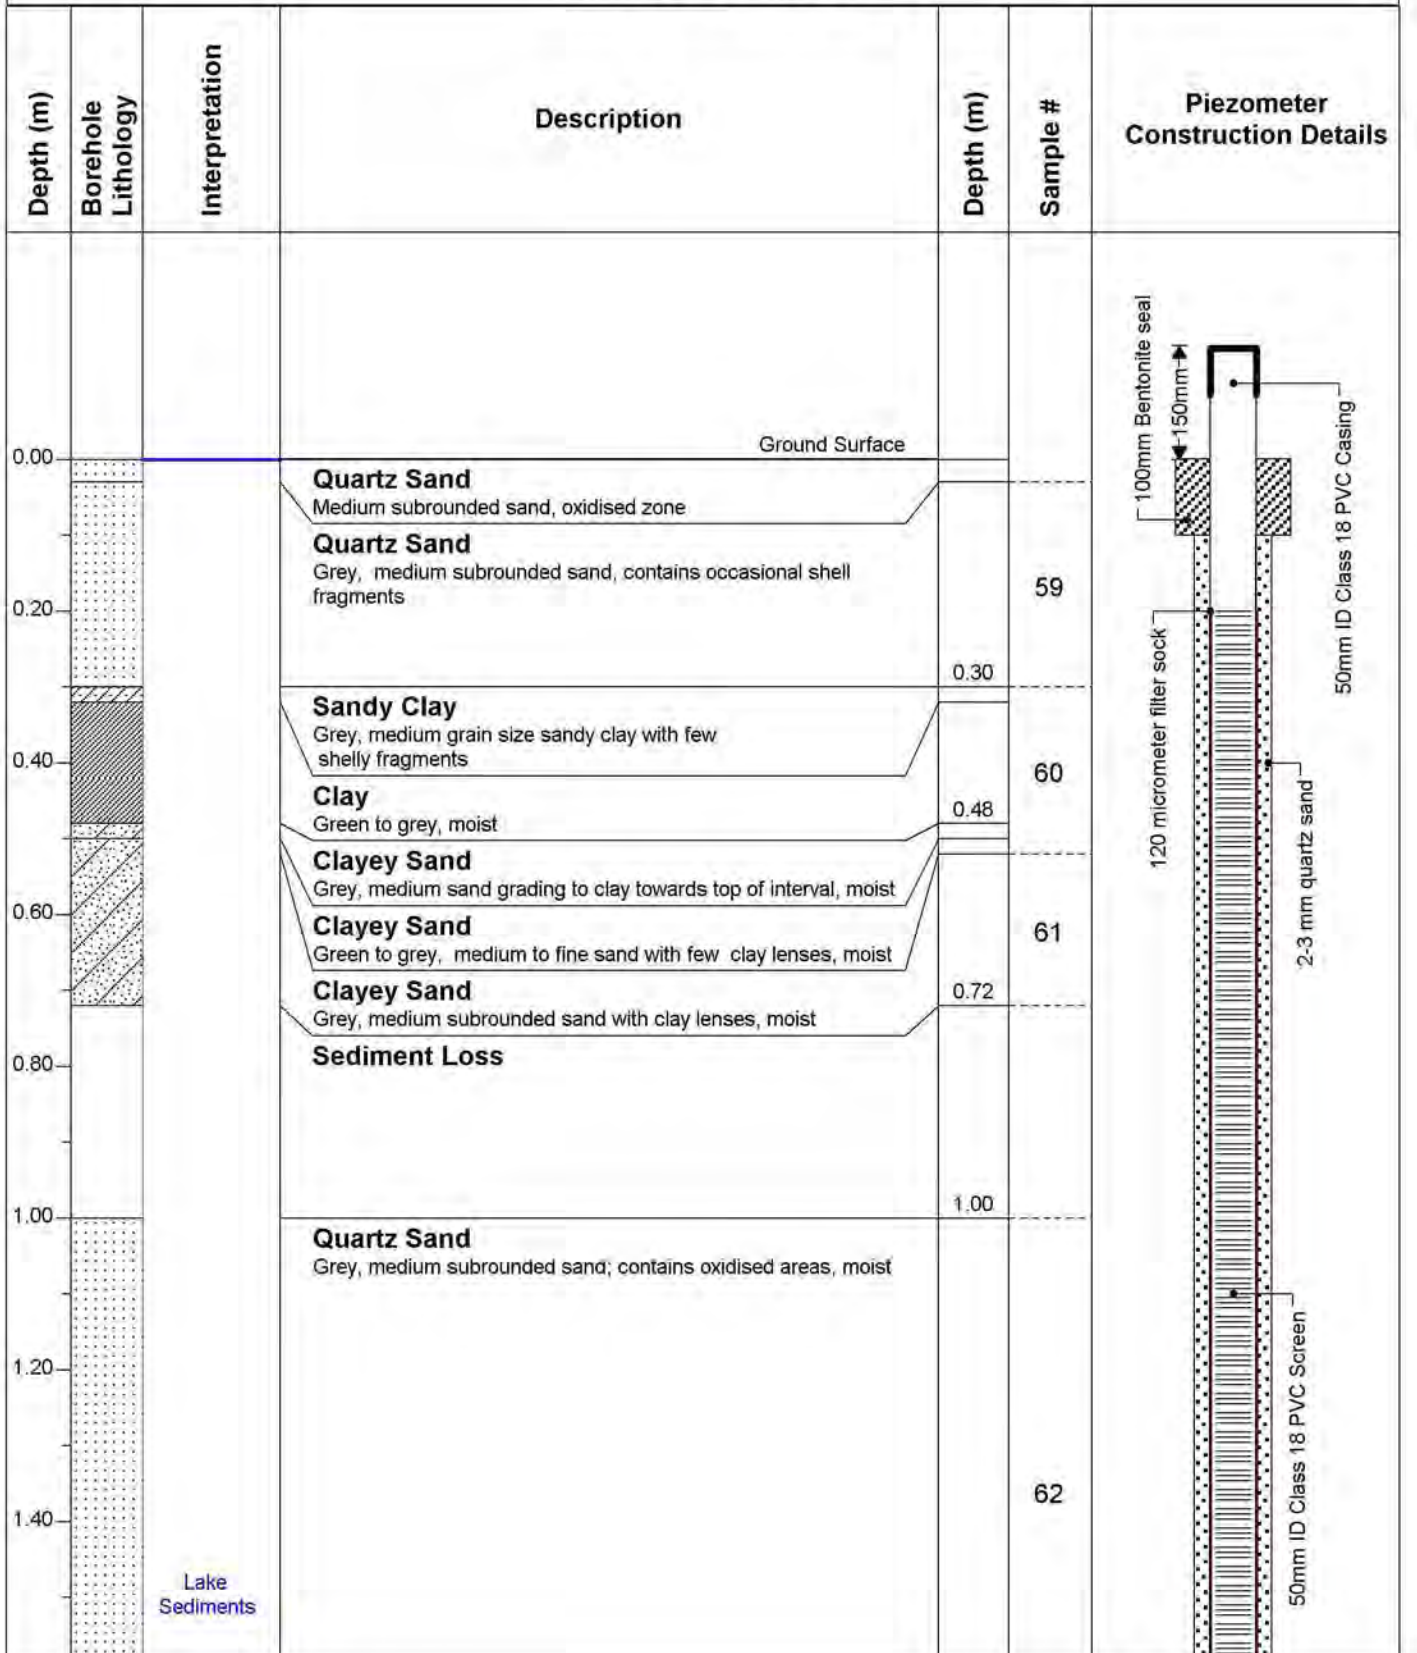 Depth (m)
Borehole
Lithology
Interpretation
Description
Depth (m)
Sample #
Piezometer
Construction Details
0.00
0.20
0.40
0.60
0.80
1.00
1.20
1.40
Lake
Sediments
Ground Surface
Quartz Sand
Medium subrounded sand, oxidised zone
Quartz Sand
Grey, medium subrounded sand, contains occasional shell
fragments
Sandy Clay
Grey, medium grain size sandy clay with few
shelly fragments
Clay
Green to grey, moist
Clayey Sand
Grey, medium sand grading to clay towards top of interval, moist
Clayey Sand
Green to grey, medium to fine sand with few clay lenses, moist
Clayey Sand
Grey, medium subrounded sand with clay lenses, moist
Sediment Loss
Quartz Sand
Grey, medium subrounded sand; contains oxidised areas, moist
0.30
0.48
0.72
1.00
59
60
61
62
100mm Bentonite seal
150mm
50mm ID Class 18 PVC Casing
120 micrometer filter sock
2-3 mm quartz sand
50mm ID Class 18 PVC Screen